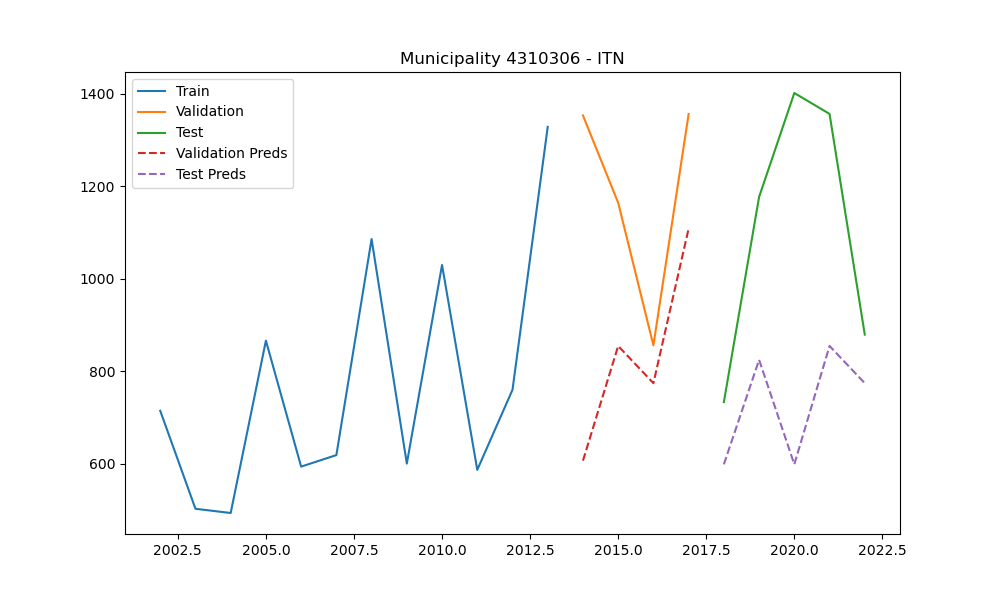 Municipality 4310306 - ITN
Train
Validation
Test
Validation Preds
Test Preds
1400
1200
1000
800
600
2002.5 2005.0 2007.5 2010.0 2012.5 2015.0 2017.5 2020.0 2022.5